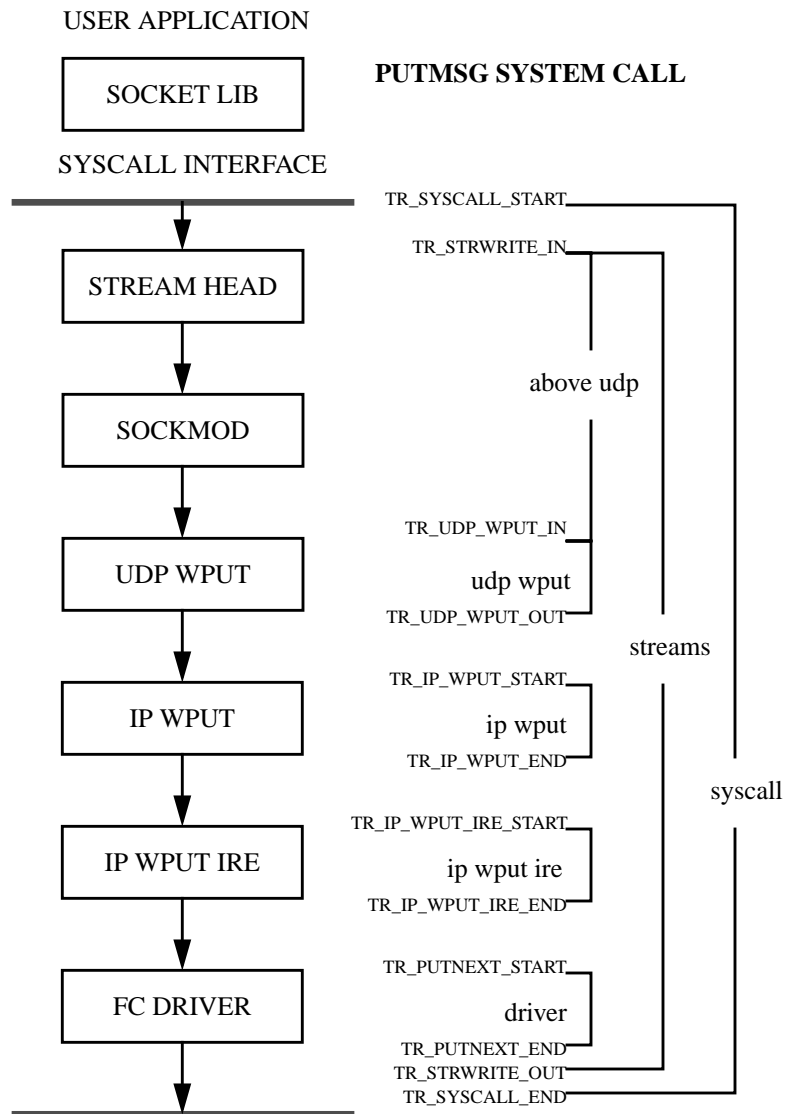 USER APPLICATION
PUTMSG SYSTEM CALL
SOCKET LIB
SYSCALL INTERFACE
TR_SYSCALL_START
TR_STRWRITE_IN
STREAM HEAD
above udp
SOCKMOD
TR_UDP_WPUT_IN
UDP WPUT
udp wput
TR_UDP_WPUT_OUT
streams
TR_IP_WPUT_START
IP WPUT
ip wput
TR_IP_WPUT_END
syscall
TR_IP_WPUT_IRE_START
IP WPUT IRE
ip wput ire
TR_IP_WPUT_IRE_END
TR_PUTNEXT_START
FC DRIVER
driver
TR_PUTNEXT_END
TR_STRWRITE_OUT
TR_SYSCALL_END